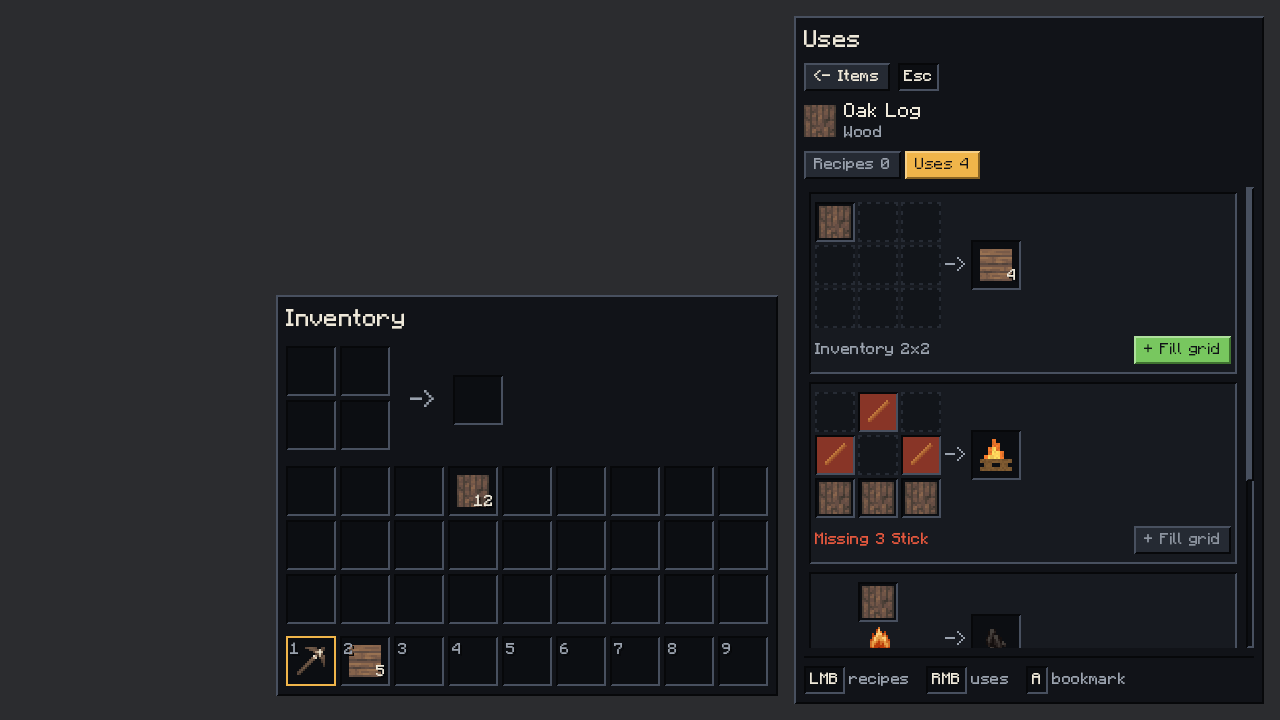 Uses
<- Items Esc
Oak Log
Wood
Recipes 0 Uses 4
4
Inventory 2x2 + Fill grid
Missing 3 Stick + Fill grid
LMB recipes RMB uses A bookmark
Inventory
12
1 2 5 3 4 5 6 7 8 9